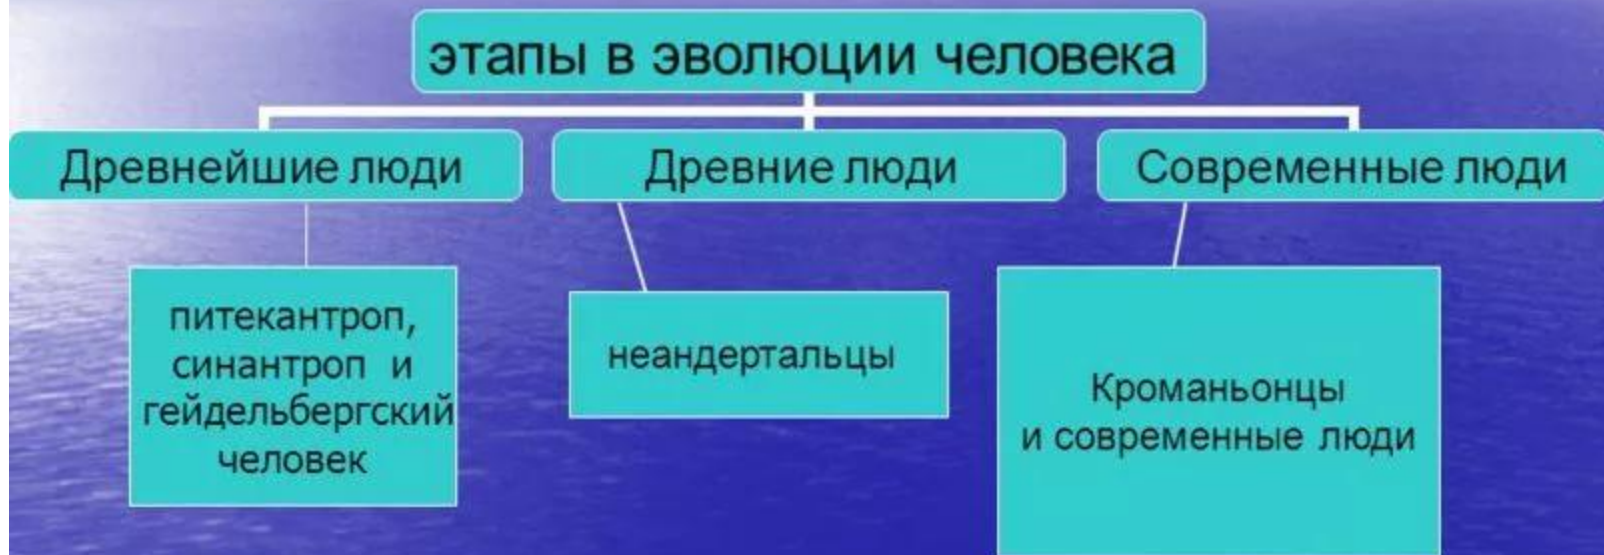 этапы в эволюции человека
Древнейшие люди
Древние люди
Современные люди
питекантроп,
синантроп и
гейдельбергский
человек
неандертальцы
Кроманьонцы
и современные люди